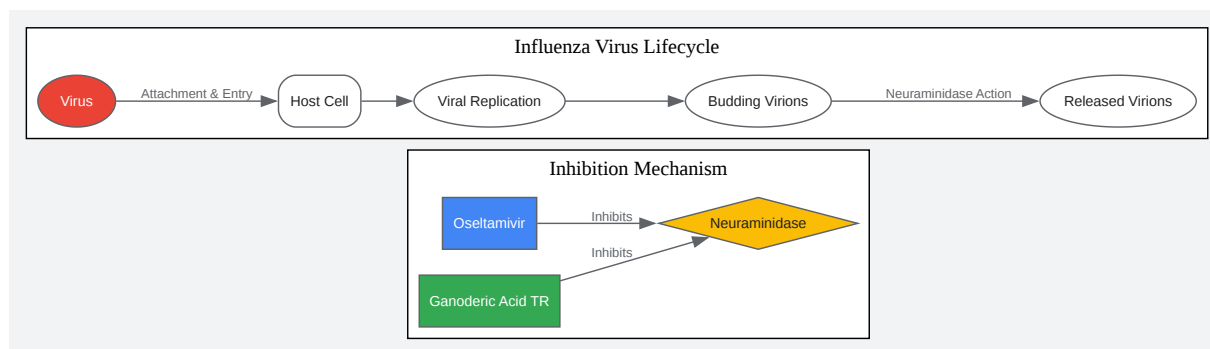 Influenza Virus Lifecycle
Virus
Attachment & Entry
Host Cell
Viral Replication
Budding Virions
Neuraminidase Action
Released Virions
Inhibition Mechanism
Oseltamivir
Inhibits
Neuraminidase
Inhibits
Ganoderic Acid TR